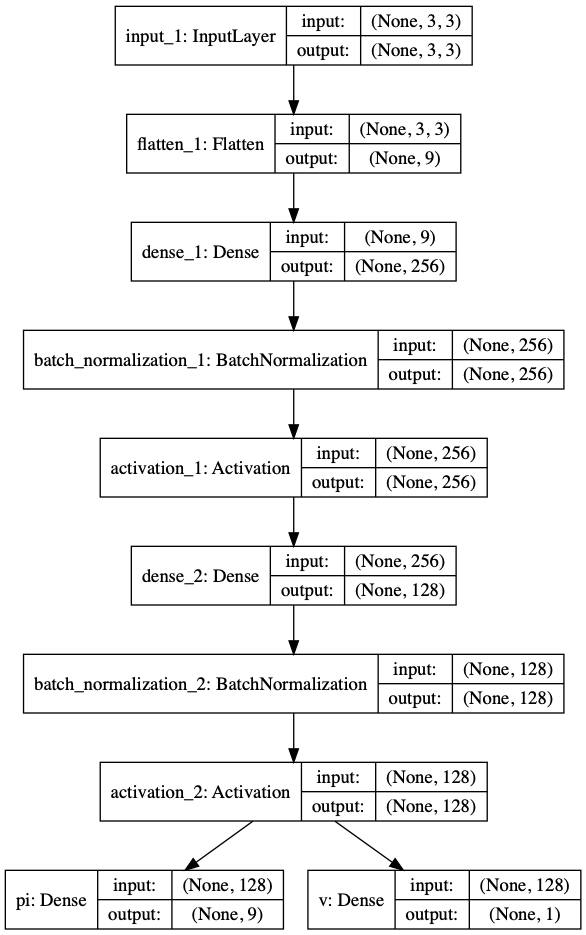 input_1: InputLayer
input: (None, 3, 3)
output: (None, 3, 3)
flatten_1: Flatten
input: (None, 3, 3)
output: (None, 9)
dense_1: Dense
input: (None, 9)
output: (None, 256)
batch_normalization_1: BatchNormalization
input: (None, 256)
output: (None, 256)
activation_1: Activation
input: (None, 256)
output: (None, 256)
dense_2: Dense
input: (None, 256)
output: (None, 128)
batch_normalization_2: BatchNormalization
input: (None, 128)
output: (None, 128)
activation_2: Activation
input: (None, 128)
output: (None, 128)
pi: Dense
input: (None, 128)
output: (None, 9)
v: Dense
input: (None, 128)
output: (None, 1)